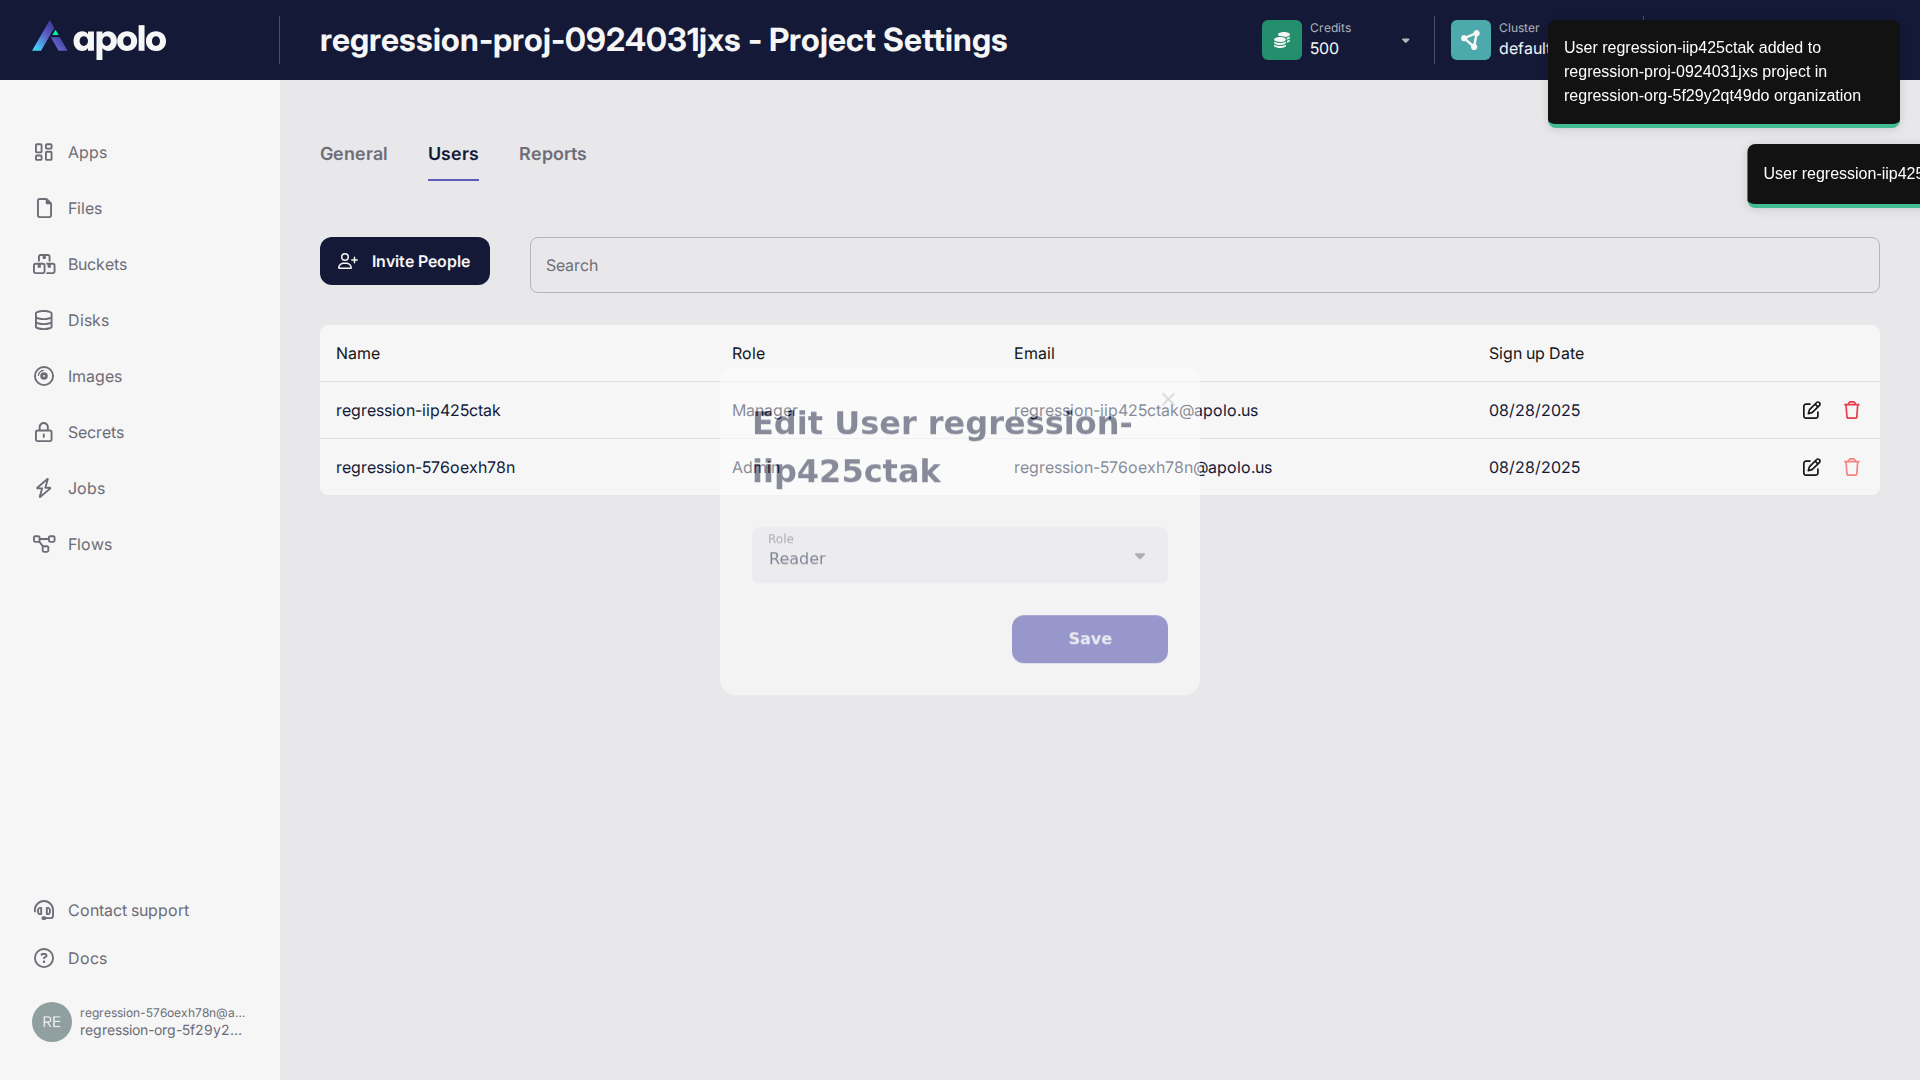 apolo
regression-proj-0924031jxs - Project Settings
Credits
500
Cluster
default
User regression-iip425ctak added to
regression-proj-0924031jxs project in
regression-org-5f29y2qt49do organization
User regression-iip425
Apps
Files
Buckets
Disks
Images
Secrets
Jobs
Flows
General Users Reports
Invite People
Search
Name Role Email Sign up Date
regression-iip425ctak Manager regression-iip425ctak@apolo.us 08/28/2025
regression-576oexh78n Admin regression-576oexh78n@apolo.us 08/28/2025
Edit User regression-
iip425ctak
Role
Reader
Save
Contact support
Docs
RE
regression-576oexh78n@a...
regression-org-5f29y2...